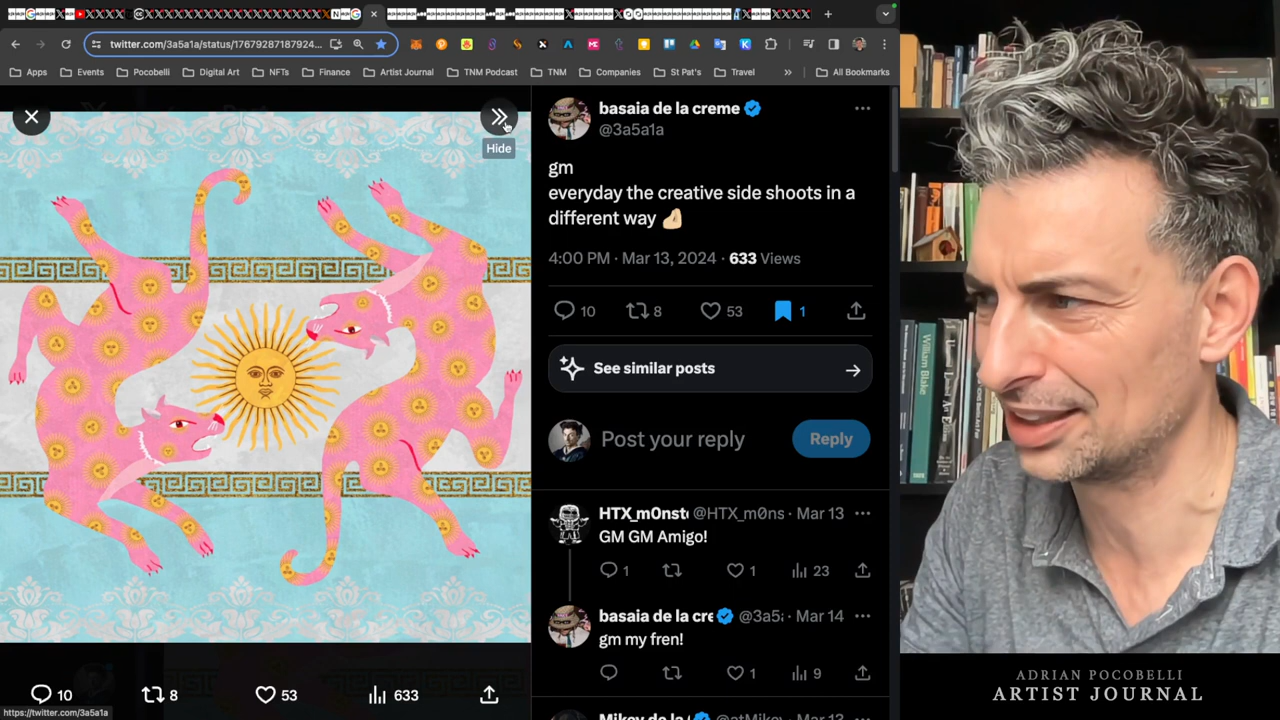 twitter.com/3a5a1a/status/17679287187924...
Apps
Events
Pocobelli
Digital Art
NFTs
Finance
Artist Journal
TNM Podcast
TNM
Companies
St Pat's
Travel
»
All Bookmarks
Hide
basaia de la creme
@3a5a1a
gm
everyday the creative side shoots in a
different way
4:00 PM · Mar 13, 2024 · 633 Views
10 8 53 1
See similar posts
Post your reply
Reply
HTX_m0nst @HTX_m0ns · Mar 13
GM GM Amigo!
1 1 23
basaia de la cre @3a5 · Mar 14
gm my fren!
1 9
10 8 53 633
https://twitter.com/3a5a1a
William Blake
ADRIAN POCOBELLI
ARTIST JOURNAL